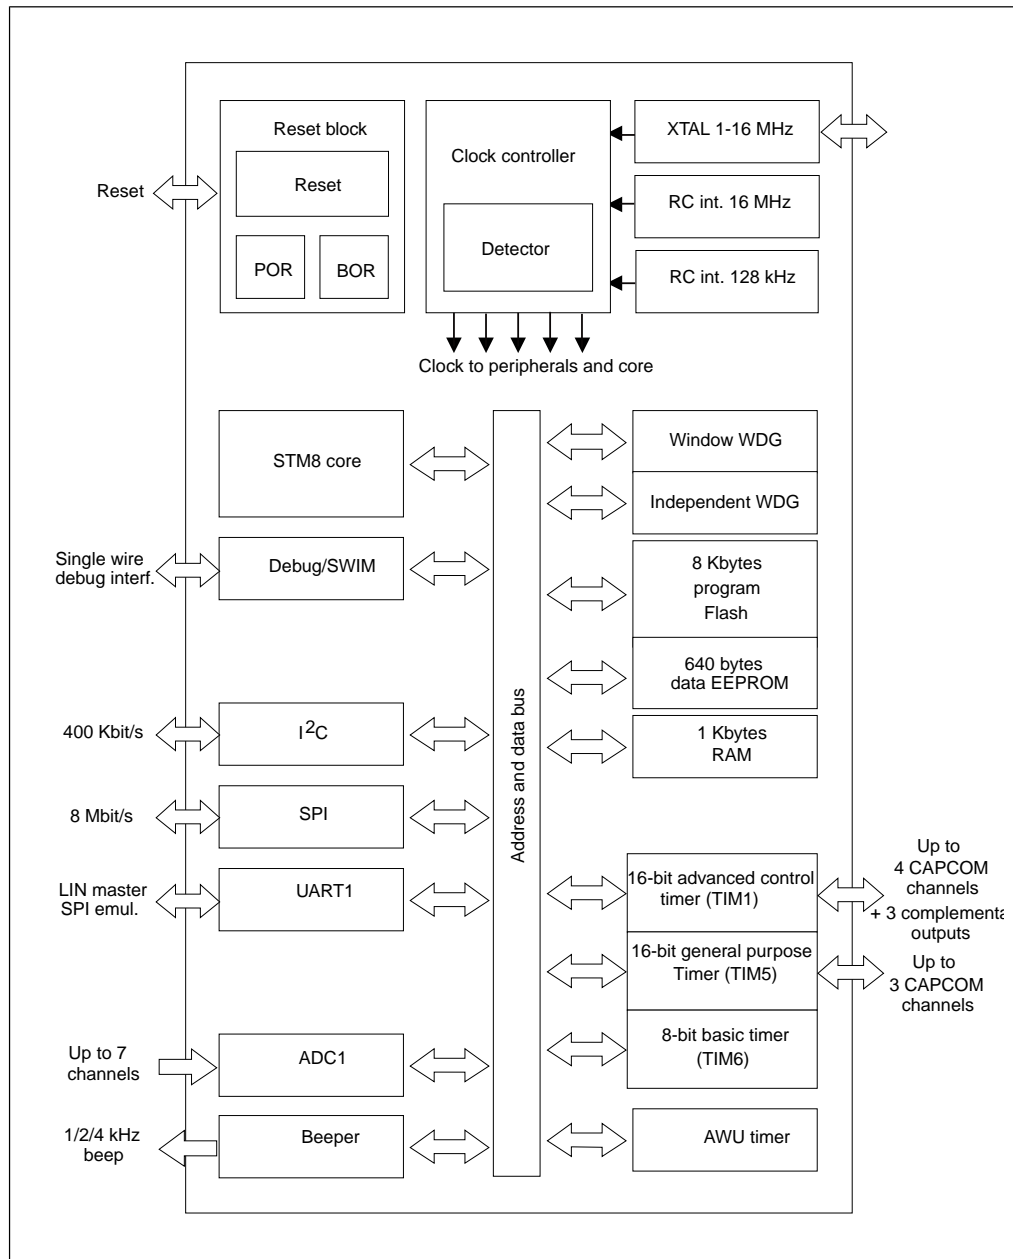 Reset block
Reset
POR
BOR
Reset
Clock controller
Detector
XTAL 1-16 MHz
RC int. 16 MHz
RC int. 128 kHz
Clock to peripherals and core
STM8 core
Debug/SWIM
Single wire
debug interf.
400 Kbit/s
I2C
8 Mbit/s
SPI
LIN master
SPI emul.
UART1
Up to 7
channels
ADC1
1/2/4 kHz
beep
Beeper
Address and data bus
Window WDG
Independent WDG
8 Kbytes
program
Flash
640 bytes
data EEPROM
1 Kbytes
RAM
16-bit advanced control
timer (TIM1)
Up to
4 CAPCOM
channels
+ 3 complementa
outputs
16-bit general purpose
Timer (TIM5)
Up to
3 CAPCOM
channels
8-bit basic timer
(TIM6)
AWU timer